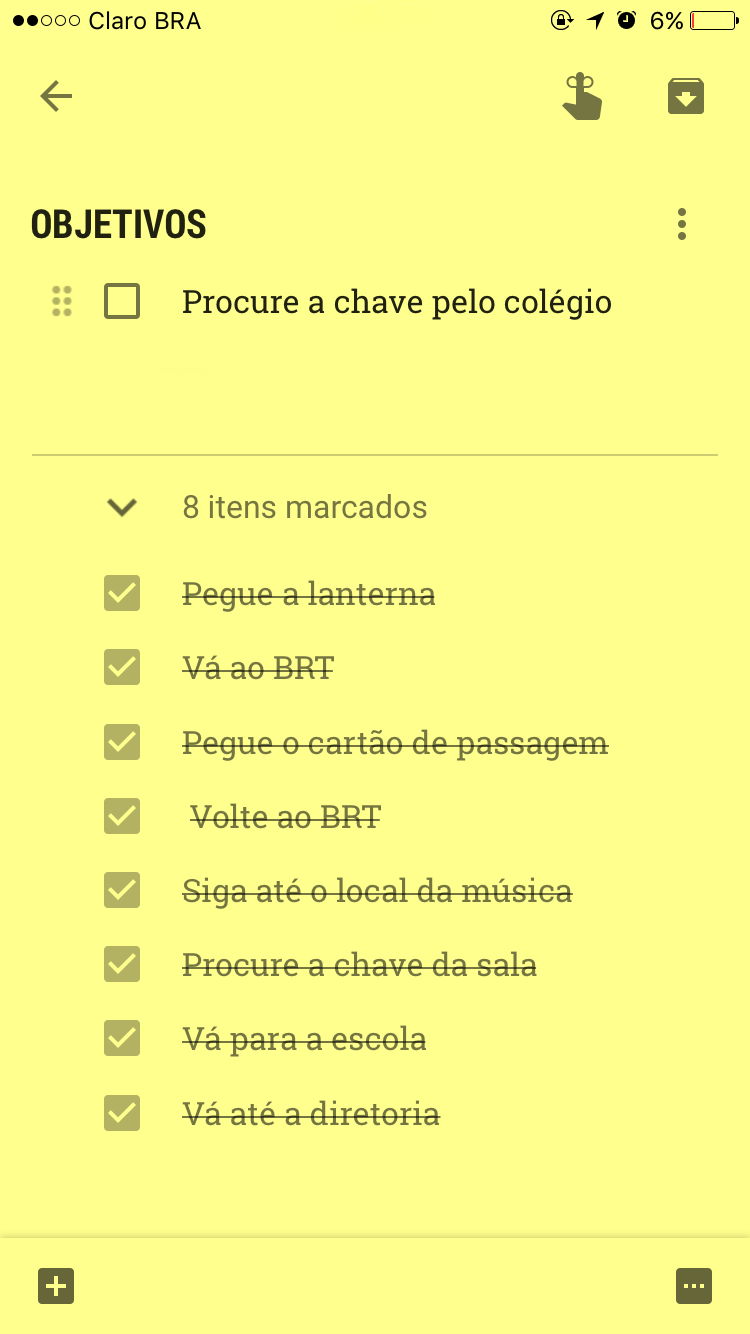 Claro BRA 6%
OBJETIVOS
Procure a chave pelo colégio
8 itens marcados
Pegue a lanterna
Vá ao BRT
Pegue o cartão de passagem
Volte ao BRT
Siga até o local da música
Procure a chave da sala
Vá para a escola
Vá até a diretoria